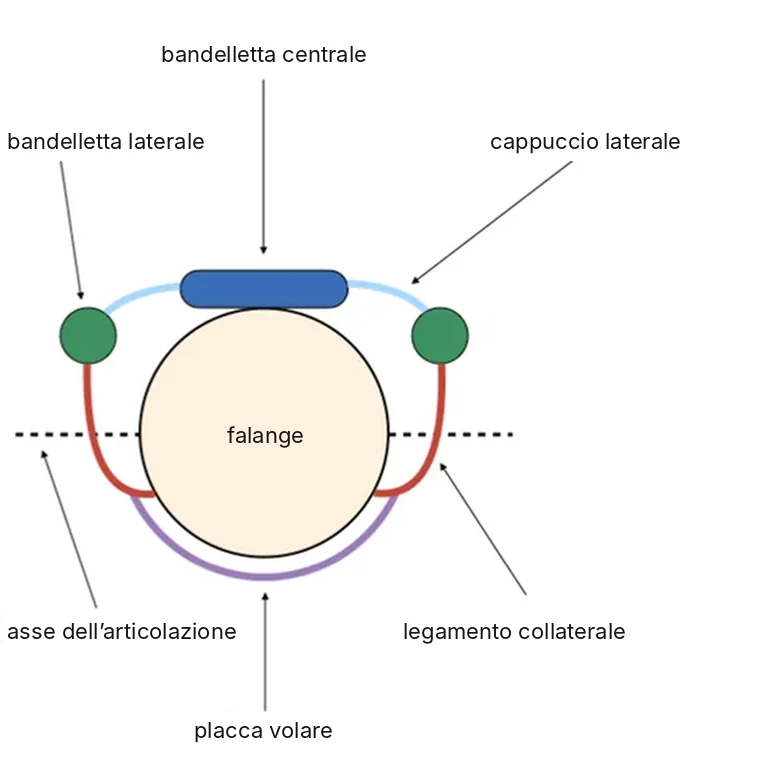 bandelletta centrale
bandelletta laterale
cappuccio laterale
falange
asse dell’articolazione
legamento collaterale
placca volare